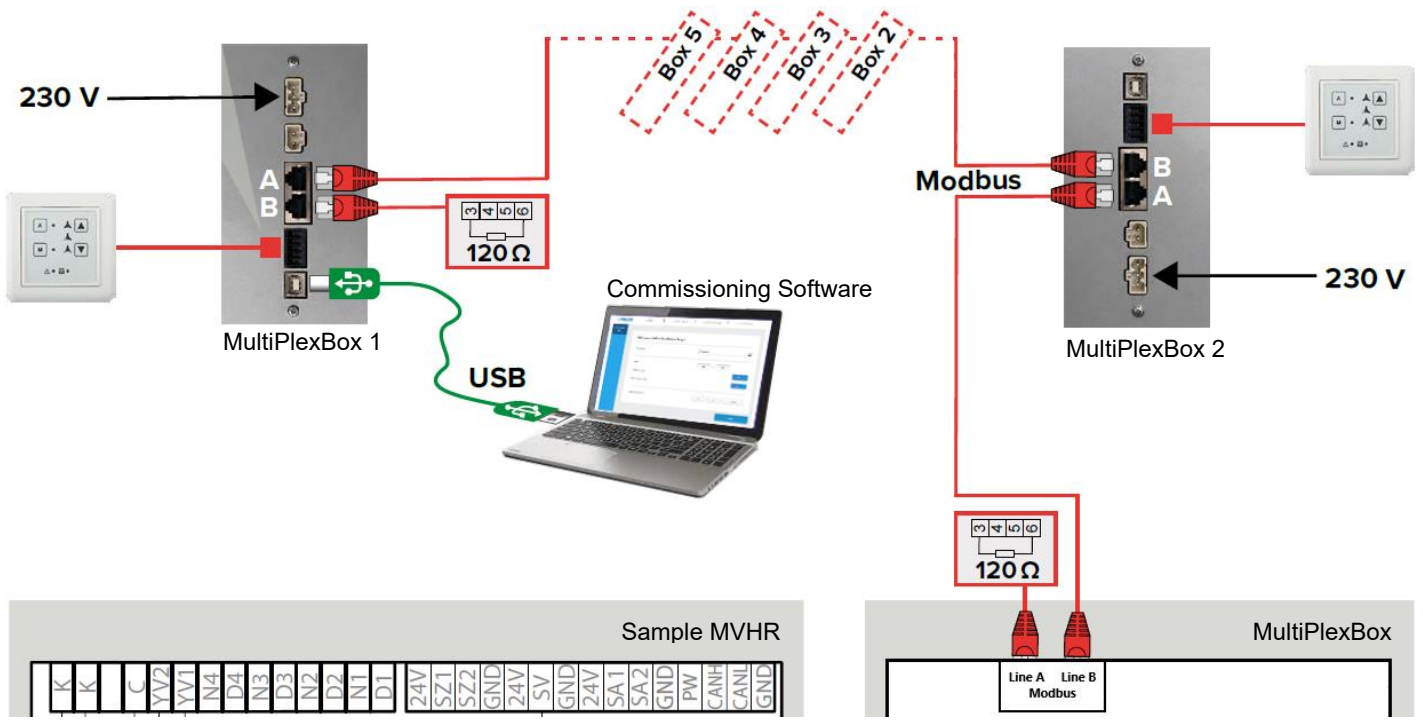 Box 5
Box 4
Box 3
Box 2
230 V
A
B
Modbus
B
A
A
M
3 4 5 6
120 Ω
A
M
230 V
Commissioning Software
MultiPlexBox 1
MultiPlexBox 2
USB
3 4 5 6
120 Ω
Sample MVHR
MultiPlexBox
K K C YV2 YV1 N4 D4 N3 D3 N2 D2 N1 D1 24V SZ1 SZ2 GND 24V SV GND 24V SA1 SA2 GND PW CANH CANL GND
Line A Line B
Modbus